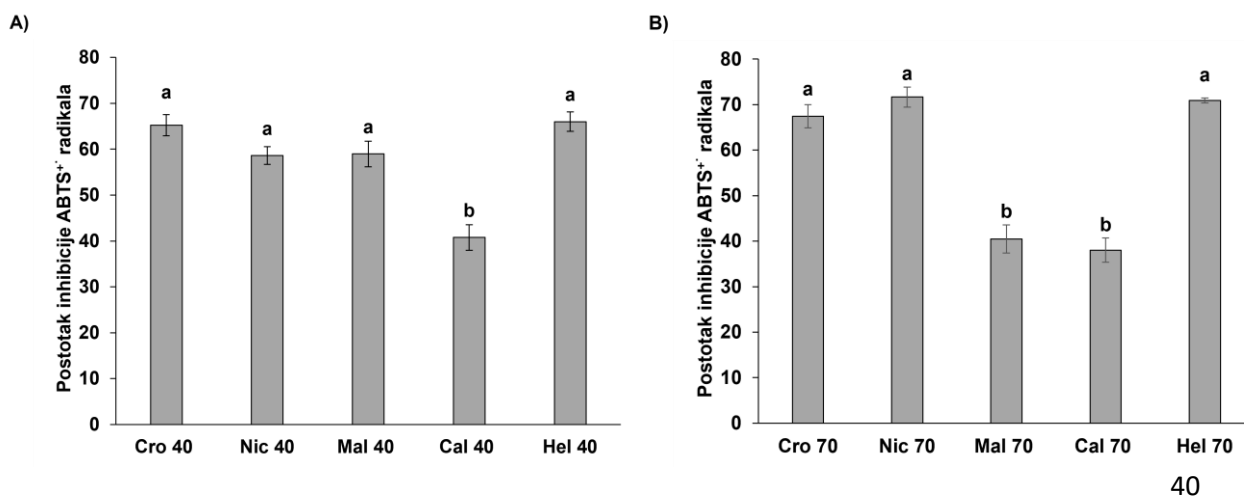 A)
Postotak inhibicije ABTS⁺˙ radikala
80
70
60
50
40
30
20
10
0
a
a
a
b
a
Cro 40 Nic 40 Mal 40 Cal 40 Hel 40
B)
Postotak inhibicije ABTS⁺˙ radikala
80
70
60
50
40
30
20
10
0
a
a
b
b
a
Cro 70 Nic 70 Mal 70 Cal 70 Hel 70
40